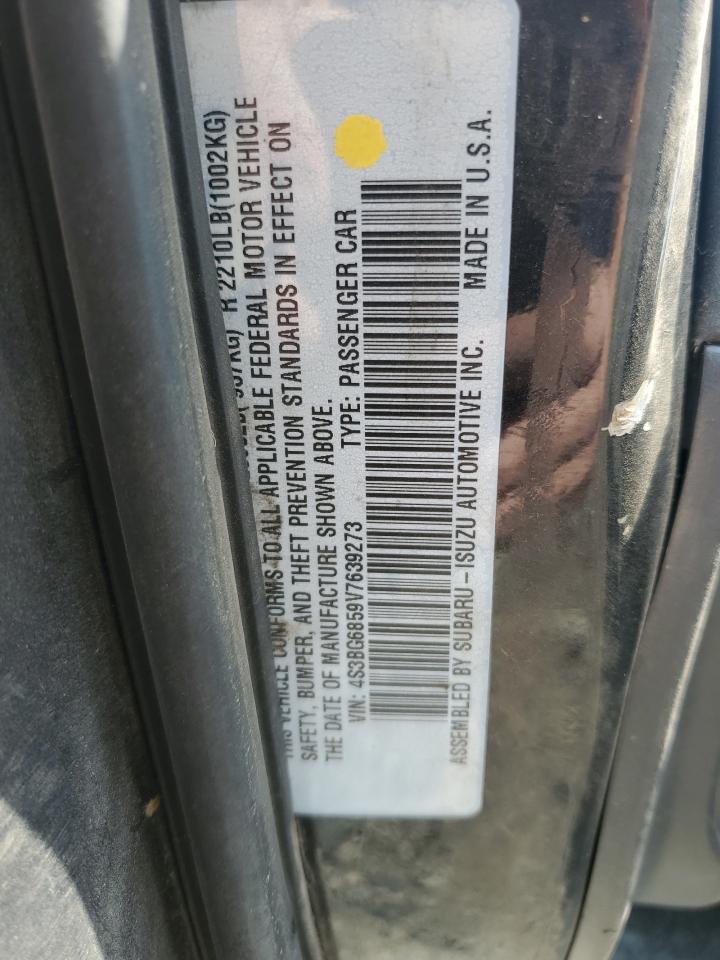 R 2210LB(1002KG)
THIS VEHICLE CONFORMS TO ALL APPLICABLE FEDERAL MOTOR VEHICLE
SAFETY, BUMPER, AND THEFT PREVENTION STANDARDS IN EFFECT ON
THE DATE OF MANUFACTURE SHOWN ABOVE.
VIN: 4S3BG6859V7639273 TYPE: PASSENGER CAR
ASSEMBLED BY SUBARU-ISUZU AUTOMOTIVE INC. MADE IN U.S.A.